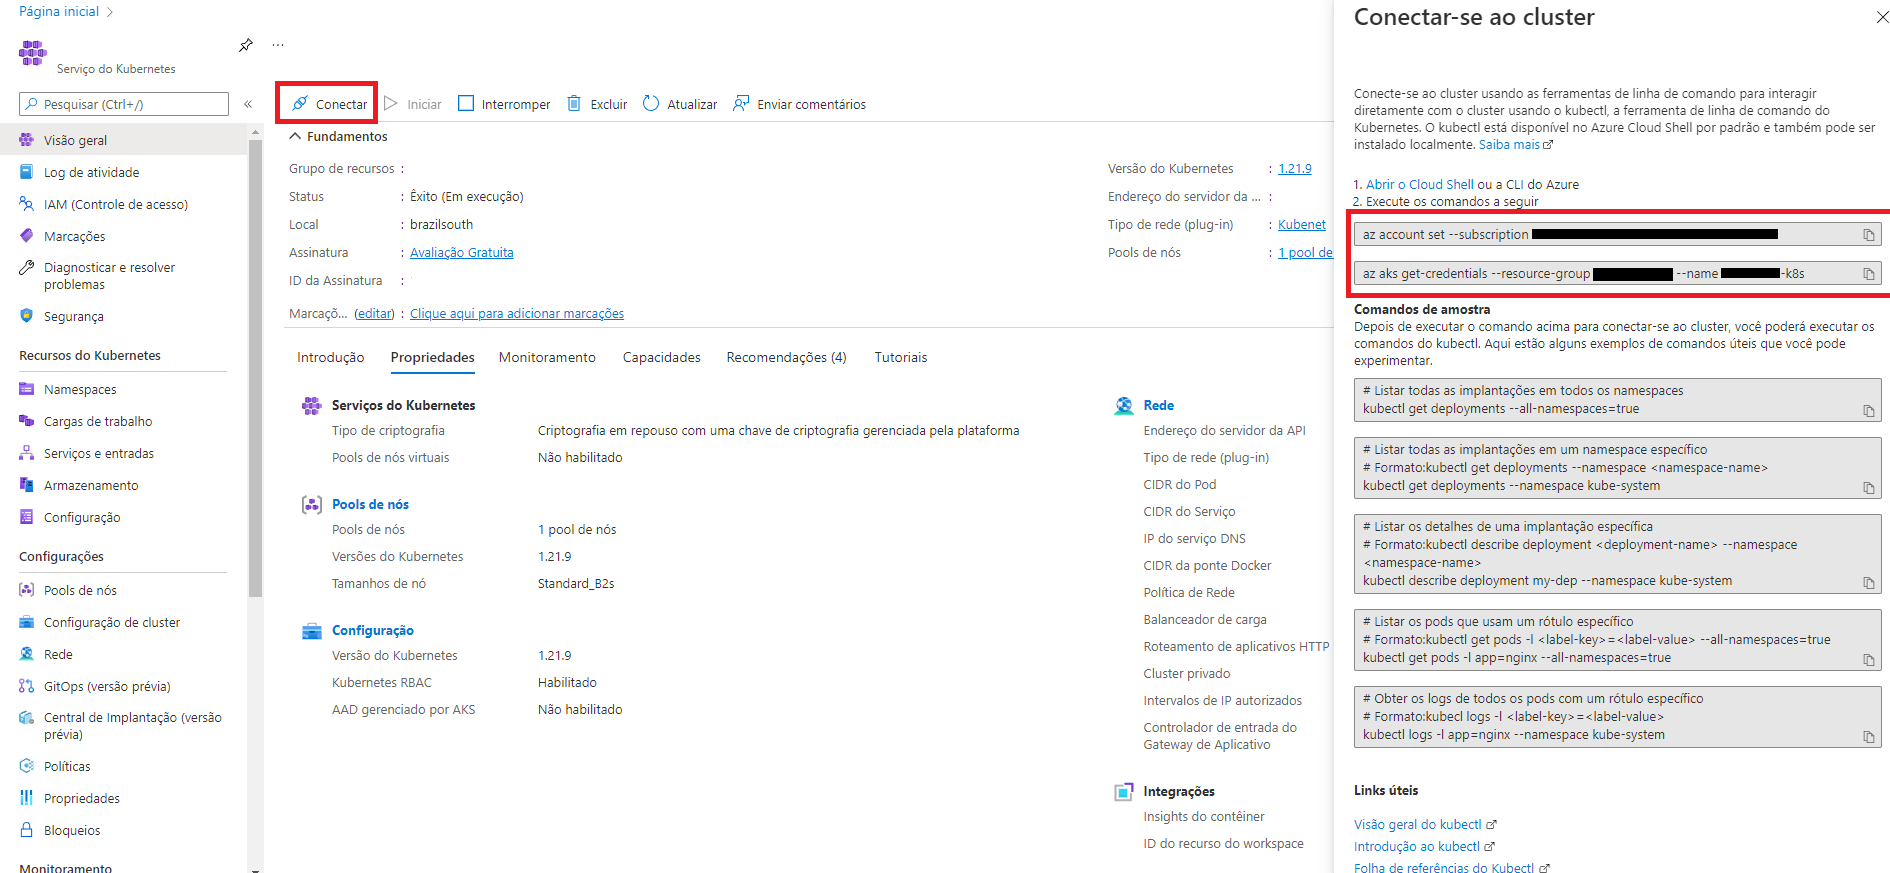 Página inicial
Serviço do Kubernetes
Pesquisar (Ctrl+/)
Visão geral
Log de atividade
IAM (Controle de acesso)
Marcações
Diagnosticar e resolver
problemas
Segurança
Recursos do Kubernetes
Namespaces
Cargas de trabalho
Serviços e entradas
Armazenamento
Configuração
Configurações
Pools de nós
Configuração de cluster
Rede
GitOps (versão prévia)
Central de Implantação (versão
prévia)
Políticas
Propriedades
Bloqueios
Monitoramento
Conectar
Iniciar
Interromper
Excluir
Atualizar
Enviar comentários
Fundamentos
Grupo de recursos :
Status : Êxito (Em execução)
Local : brazilsouth
Assinatura : Avaliação Gratuita
ID da Assinatura :
Marcaçõ... (editar) : Clique aqui para adicionar marcações
Versão do Kubernetes : 1.21.9
Endereço do servidor da ... :
Tipo de rede (plug-in) : Kubenet
Pools de nós : 1 pool de
Introdução
Propriedades
Monitoramento
Capacidades
Recomendações (4)
Tutoriais
Serviços do Kubernetes
Tipo de criptografia Criptografia em repouso com uma chave de criptografia gerenciada pela plataforma
Pools de nós virtuais Não habilitado
Pools de nós
Pools de nós 1 pool de nós
Versões do Kubernetes 1.21.9
Tamanhos de nó Standard_B2s
Configuração
Versão do Kubernetes 1.21.9
Kubernetes RBAC Habilitado
AAD gerenciado por AKS Não habilitado
Rede
Endereço do servidor da API
Tipo de rede (plug-in)
CIDR do Pod
CIDR do Serviço
IP do serviço DNS
CIDR da ponte Docker
Política de Rede
Balanceador de carga
Roteamento de aplicativos HTTP
Cluster privado
Intervalos de IP autorizados
Controlador de entrada do
Gateway de Aplicativo
Integrações
Insights do contêiner
ID do recurso do workspace
Conectar-se ao cluster
Conecte-se ao cluster usando as ferramentas de linha de comando para interagir
diretamente com o cluster usando o kubectl, a ferramenta de linha de comando do
Kubernetes. O kubectl está disponível no Azure Cloud Shell por padrão e também pode ser
instalado localmente. Saiba mais
1. Abrir o Cloud Shell ou a CLI do Azure
2. Execute os comandos a seguir
az account set --subscription
az aks get-credentials --resource-group --name -k8s
Comandos de amostra
Depois de executar o comando acima para conectar-se ao cluster, você poderá executar os
comandos do kubectl. Aqui estão alguns exemplos de comandos úteis que você pode
experimentar.
# Listar todas as implantações em todos os namespaces
kubectl get deployments --all-namespaces=true
# Listar todas as implantações em um namespace específico
# Formato:kubectl get deployments --namespace <namespace-name>
kubectl get deployments --namespace kube-system
# Listar os detalhes de uma implantação específica
# Formato:kubectl describe deployment <deployment-name> --namespace
<namespace-name>
kubectl describe deployment my-dep --namespace kube-system
# Listar os pods que usam um rótulo específico
# Formato:kubectl get pods -l <label-key>=<label-value> --all-namespaces=true
kubectl get pods -l app=nginx --all-namespaces=true
# Obter os logs de todos os pods com um rótulo específico
# Formato:kubecl logs -l <label-key>=<label-value>
kubectl logs -l app=nginx --namespace kube-system
Links úteis
Visão geral do kubectl
Introdução ao kubectl
Folha de referências do Kubectl